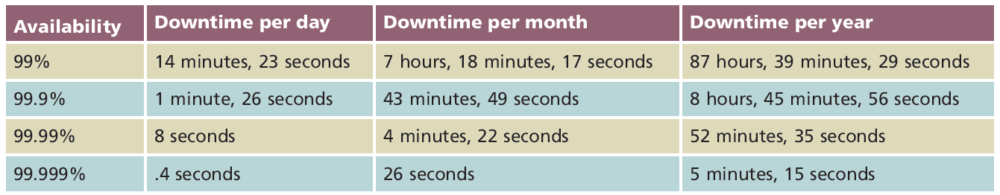 Availability Downtime per day Downtime per month Downtime per year
99% 14 minutes, 23 seconds 7 hours, 18 minutes, 17 seconds 87 hours, 39 minutes, 29 seconds
99.9% 1 minute, 26 seconds 43 minutes, 49 seconds 8 hours, 45 minutes, 56 seconds
99.99% 8 seconds 4 minutes, 22 seconds 52 minutes, 35 seconds
99.999% .4 seconds 26 seconds 5 minutes, 15 seconds